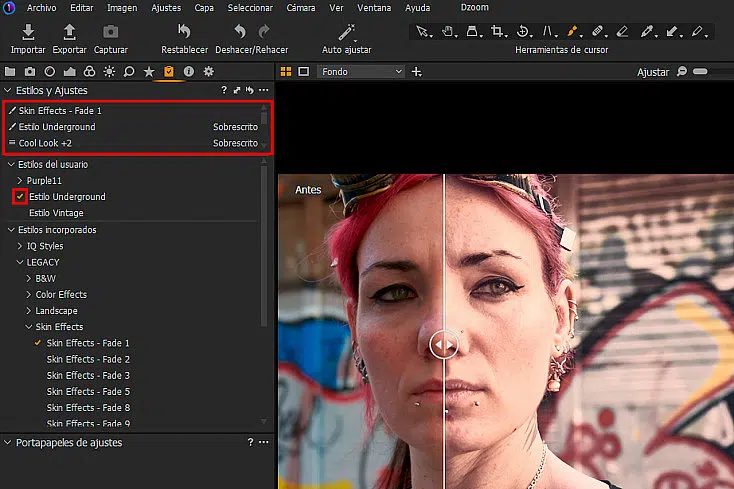 Archivo Editar Imagen Ajustes Capa Seleccionar Cámara Ver Ventana Ayuda Dzoom
Importar Exportar Capturar Restablecer Deshacer/Rehacer Auto ajustar Herramientas de cursor
Fondo Ajustar
Estilos y Ajustes ?
Skin Effects - Fade 1
Estilo Underground Sobrescrito
Cool Look +2 Sobrescrito
Estilos del usuario
Purple11
Estilo Underground
Estilo Vintage
Estilos incorporados
IQ Styles
LEGACY
B&W
Color Effects
Landscape
Skin Effects
Skin Effects - Fade 1
Skin Effects - Fade 2
Skin Effects - Fade 3
Skin Effects - Fade 5
Skin Effects - Fade 8
Skin Effects - Fade 9
Portapapeles de ajustes ?
Antes